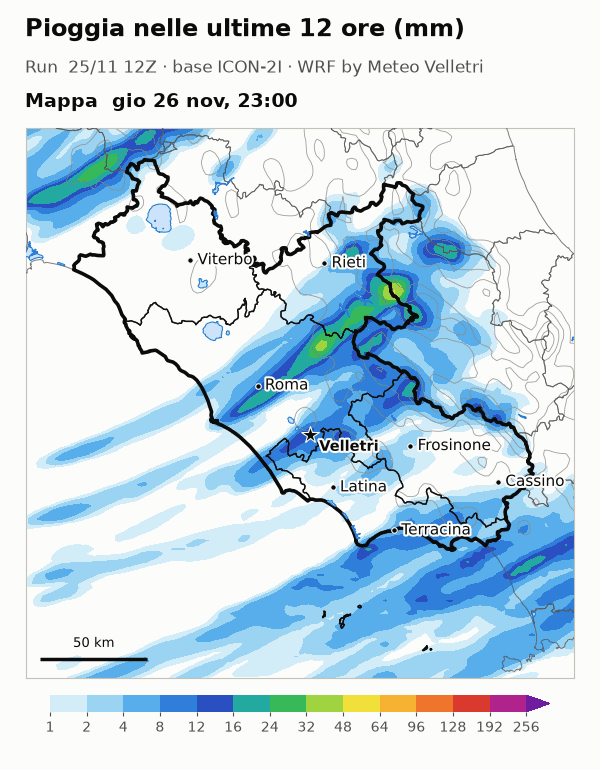 Pioggia nelle ultime 12 ore (mm)
Run  25/11 12Z · base ICON-2I · WRF by Meteo Velletri
Mappa  gio 26 nov, 23:00
Viterbo
Rieti
Roma
Velletri
Frosinone
Latina
Cassino
Terracina
50 km
1 2 4 8 12 16 24 32 48 64 96 128 192 256